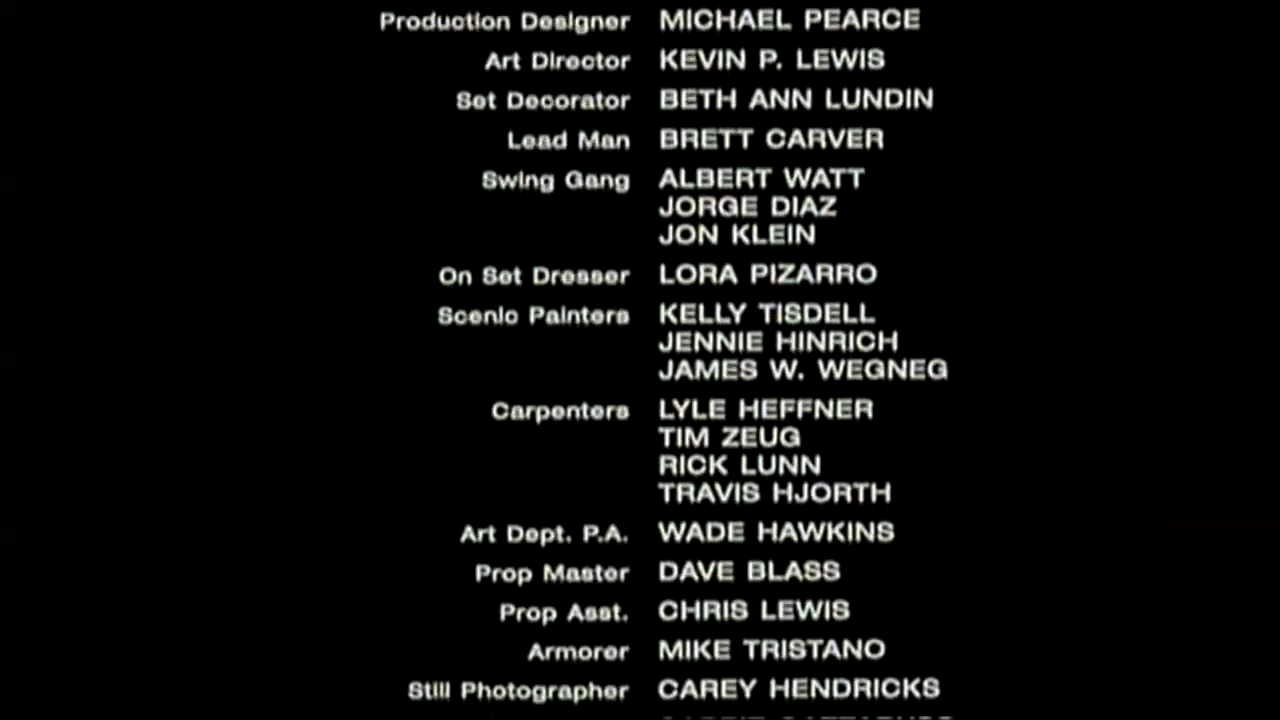 Production Designer MICHAEL PEARCE
Art Director KEVIN P. LEWIS
Set Decorator BETH ANN LUNDIN
Lead Man BRETT CARVER
Swing Gang ALBERT WATT
JORGE DIAZ
JON KLEIN
On Set Dresser LORA PIZARRO
Scenic Painters KELLY TISDELL
JENNIE HINRICH
JAMES W. WEGNEG
Carpenters LYLE HEFFNER
TIM ZEUG
RICK LUNN
TRAVIS HJORTH
Art Dept. P.A. WADE HAWKINS
Prop Master DAVE BLASS
Prop Asst. CHRIS LEWIS
Armorer MIKE TRISTANO
Still Photographer CAREY HENDRICKS